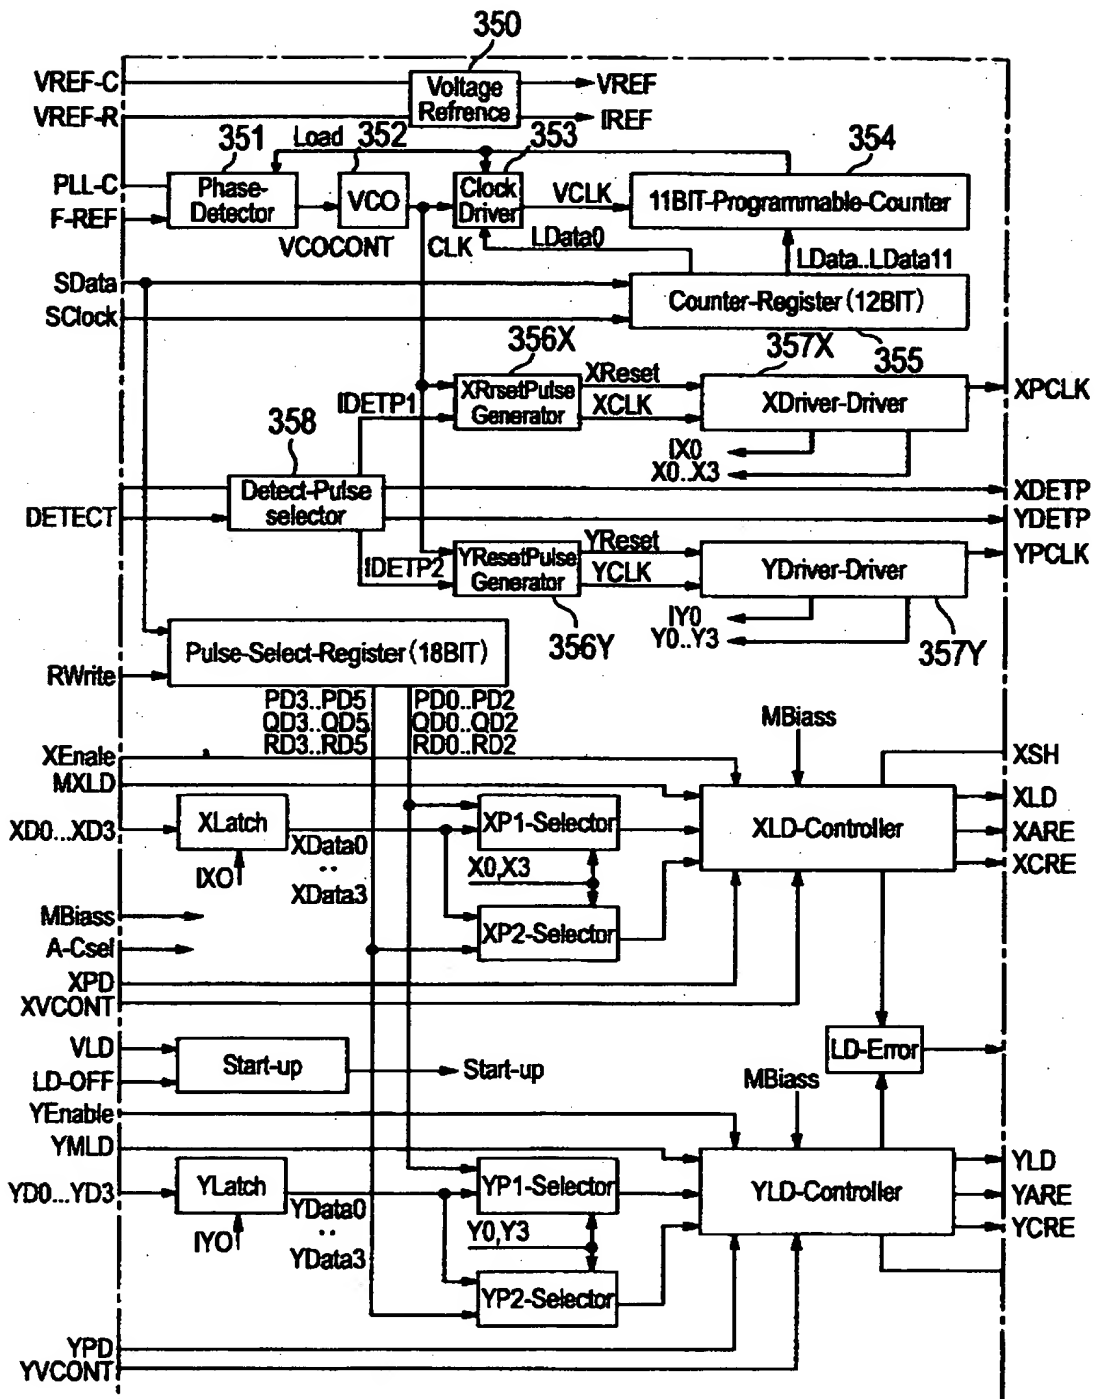 350
VREF-C
Voltage
Refrence
VREF
VREF-R
IREF
351
Load
352
353
354
PLL-C
Phase-
Detector
VCO
Clock
Driver
VCLK
11BIT-Programmable-Counter
F-REF
VCOCONT
CLK
LData0
LData..LData11
SData
Counter-Register (12BIT)
SClock
356X
357X
355
IDETP1
XRrsetPulse
Generator
XReset
XCLK
XDriver-Driver
XPCLK
358
IX0
X0..X3
Detect-Pulse
selector
XDETP
DETECT
YDETP
IDETP2
YResetPulse
Generator
YReset
YCLK
YDriver-Driver
YPCLK
IY0
Y0..Y3
356Y
357Y
Pulse-Select-Register (18BIT)
RWrite
PD3..PD5
QD3..QD5
RD3..RD5
PD0..PD2
QD0..QD2
RD0..RD2
MBiass
XEnale
XSH
MXLD
XLD
XD0...XD3
XLatch
XData0
..
XData3
XP1-Selector
XLD-Controller
XARE
XCRE
IXO
X0,X3
MBiass
XP2-Selector
A-Csel
XPD
XVCONT
VLD
Start-up
Start-up
LD-Error
LD-OFF
MBiass
YEnable
YMLD
YLD
YD0...YD3
YLatch
YData0
..
YData3
YP1-Selector
YLD-Controller
YARE
YCRE
IYO
Y0,Y3
YP2-Selector
YPD
YVCONT